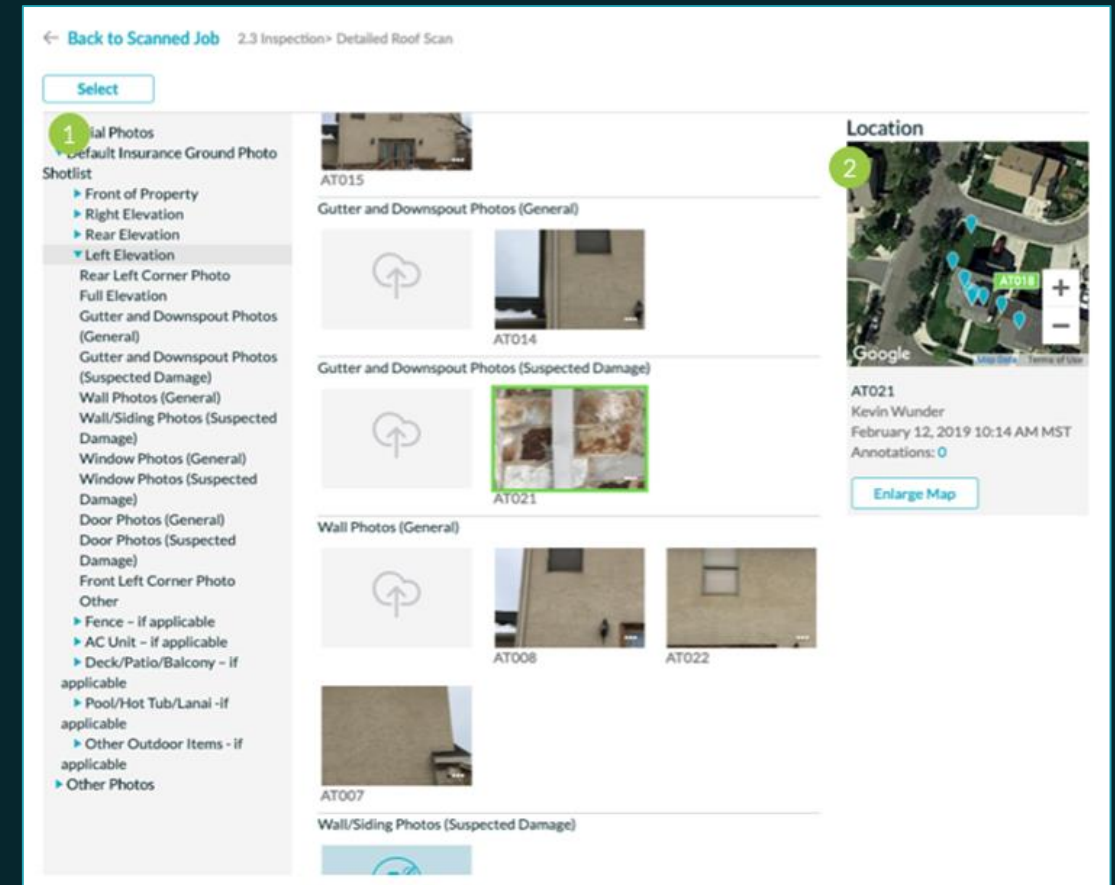 ← Back to Scanned Job 2.3 Inspection> Detailed Roof Scan
Select
1
ial Photos
Default Insurance Ground Photo
Shotlist
Front of Property
Right Elevation
Rear Elevation
Left Elevation
Rear Left Corner Photo
Full Elevation
Gutter and Downspout Photos
(General)
Gutter and Downspout Photos
(Suspected Damage)
Wall Photos (General)
Wall/Siding Photos (Suspected
Damage)
Window Photos (General)
Window Photos (Suspected
Damage)
Door Photos (General)
Door Photos (Suspected
Damage)
Front Left Corner Photo
Other
Fence – if applicable
AC Unit – if applicable
Deck/Patio/Balcony – if
applicable
Pool/Hot Tub/Lanai -if
applicable
Other Outdoor Items - if
applicable
Other Photos
AT015
Gutter and Downspout Photos (General)
AT014
Gutter and Downspout Photos (Suspected Damage)
AT021
Wall Photos (General)
AT008
AT022
AT007
Wall/Siding Photos (Suspected Damage)
Location
2
AT018
+
−
Google
Map Data Terms of Use
AT021
Kevin Wunder
February 12, 2019 10:14 AM MST
Annotations: 0
Enlarge Map